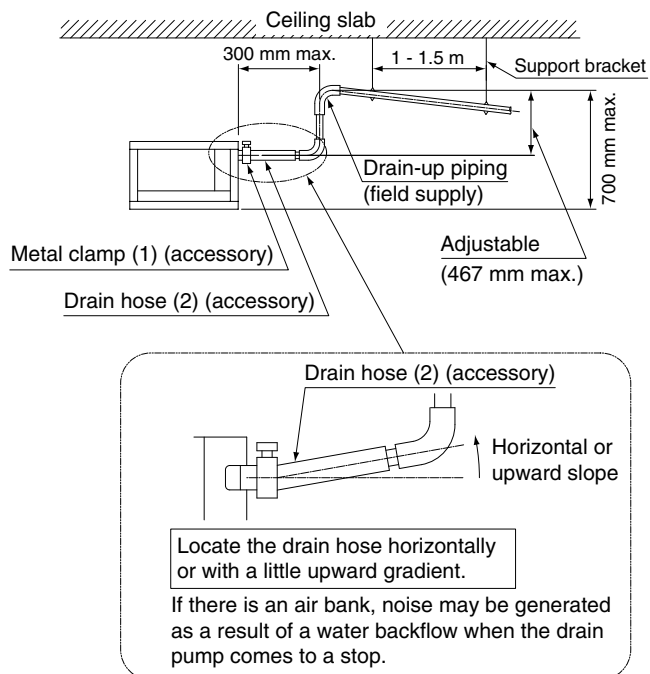 Ceiling slab
300 mm max.
1 - 1.5 m
Support bracket
700 mm max.
Drain-up piping
(field supply)
Adjustable
(467 mm max.)
Metal clamp (1) (accessory)
Drain hose (2) (accessory)
Drain hose (2) (accessory)
Horizontal or
upward slope
Locate the drain hose horizontally
or with a little upward gradient.
If there is an air bank, noise may be generated
as a result of a water backflow when the drain
pump comes to a stop.